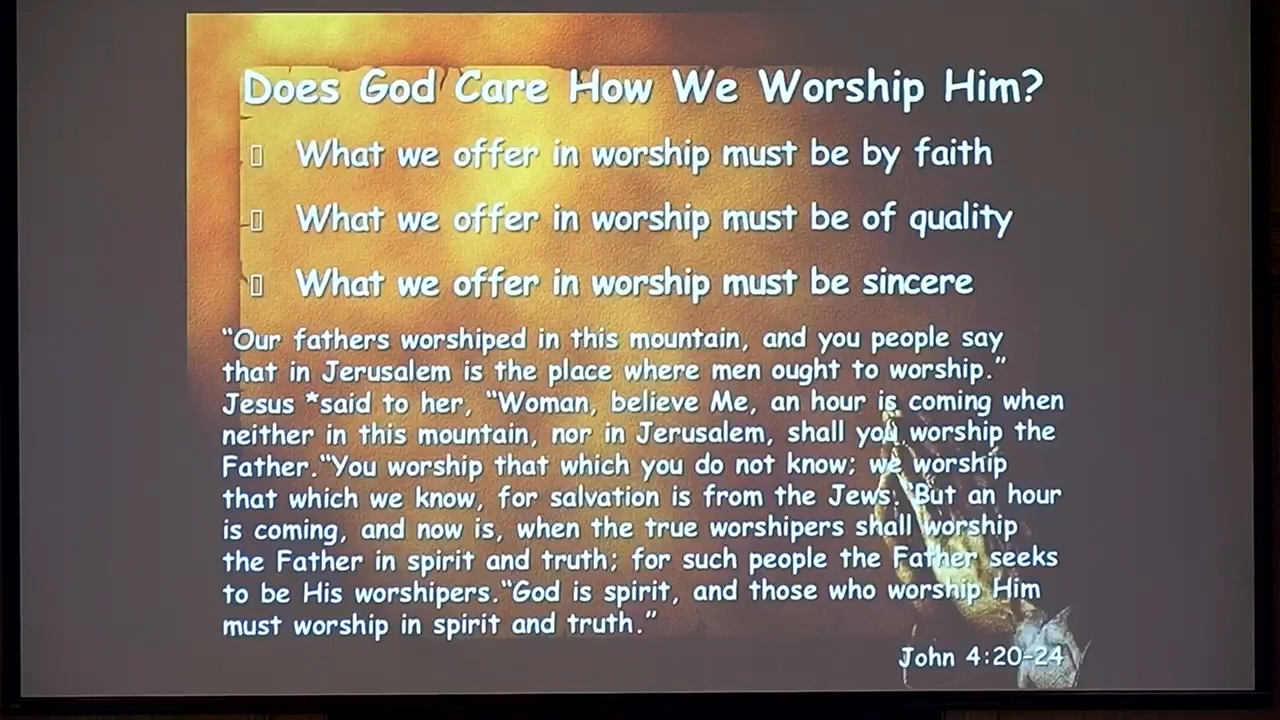 Does God Care How We Worship Him?
What we offer in worship must be by faith
What we offer in worship must be of quality
What we offer in worship must be sincere
“Our fathers worshiped in this mountain, and you people say
that in Jerusalem is the place where men ought to worship.”
Jesus *said to her, “Woman, believe Me, an hour is coming when
neither in this mountain, nor in Jerusalem, shall you worship the
Father.“You worship that which you do not know; we worship
that which we know, for salvation is from the Jews.“But an hour
is coming, and now is, when the true worshipers shall worship
the Father in spirit and truth; for such people the Father seeks
to be His worshipers.“God is spirit, and those who worship Him
must worship in spirit and truth.”
John 4:20-24